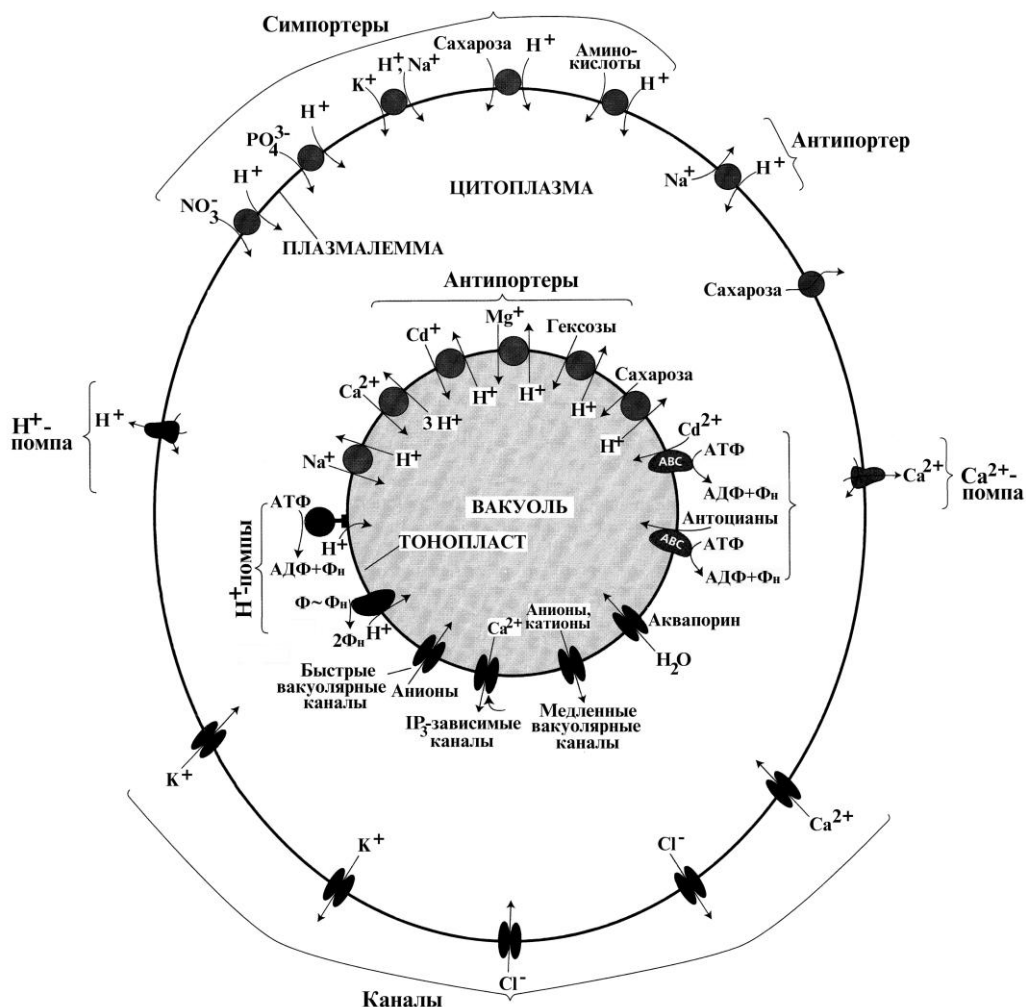 Симпортеры
Сахароза
H+
Амино-
кислоты
H+, Na+
K+
H+
H+
PO₄³⁻
H+
NO₃⁻
Антипортер
Na+
H+
ЦИТОПЛАЗМА
ПЛАЗМАЛЕММА
Сахароза
Антипортеры
Mg+
Cd+
Гексозы
Ca2+
Сахароза
H+
H+
H+
3 H+
H+
H+
Na+
Cd2+
АТФ
ABC
АДФ+Фн
H+-
помпа
H+
Ca2+
Ca2+-
помпа
ВАКУОЛЬ
ТОНОПЛАСТ
Антоцианы
АТФ
ABC
АДФ+Фн
H+-помпы
АТФ
H+
АДФ+Фн
Ф~Фн
2Фн
H+
Аквапорин
H₂O
Анионы,
катионы
Ca2+
Быстрые
вакуолярные
каналы
Анионы
IP₃-зависимые
каналы
Медленные
вакуолярные
каналы
K+
Ca2+
K+
Cl⁻
Cl⁻
Каналы